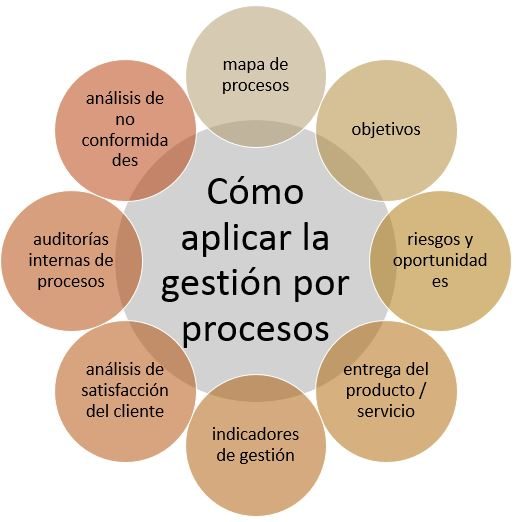 Cómo
aplicar la
gestión por
procesos
mapa de
procesos
objetivos
riesgos y
oportunidad
es
entrega del
producto /
servicio
indicadores
de gestión
análisis de
satisfacción
del cliente
auditorías
internas de
procesos
análisis de
no
conformida
des